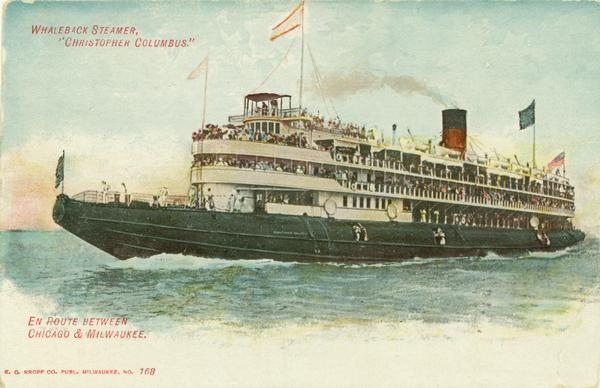 WHALEBACK STEAMER,
"CHRISTOPHER COLUMBUS."
EN ROUTE BETWEEN
CHICAGO & MILWAUKEE.
E. C. KROPP CO. PUBL. MILWAUKEE, NO. 168